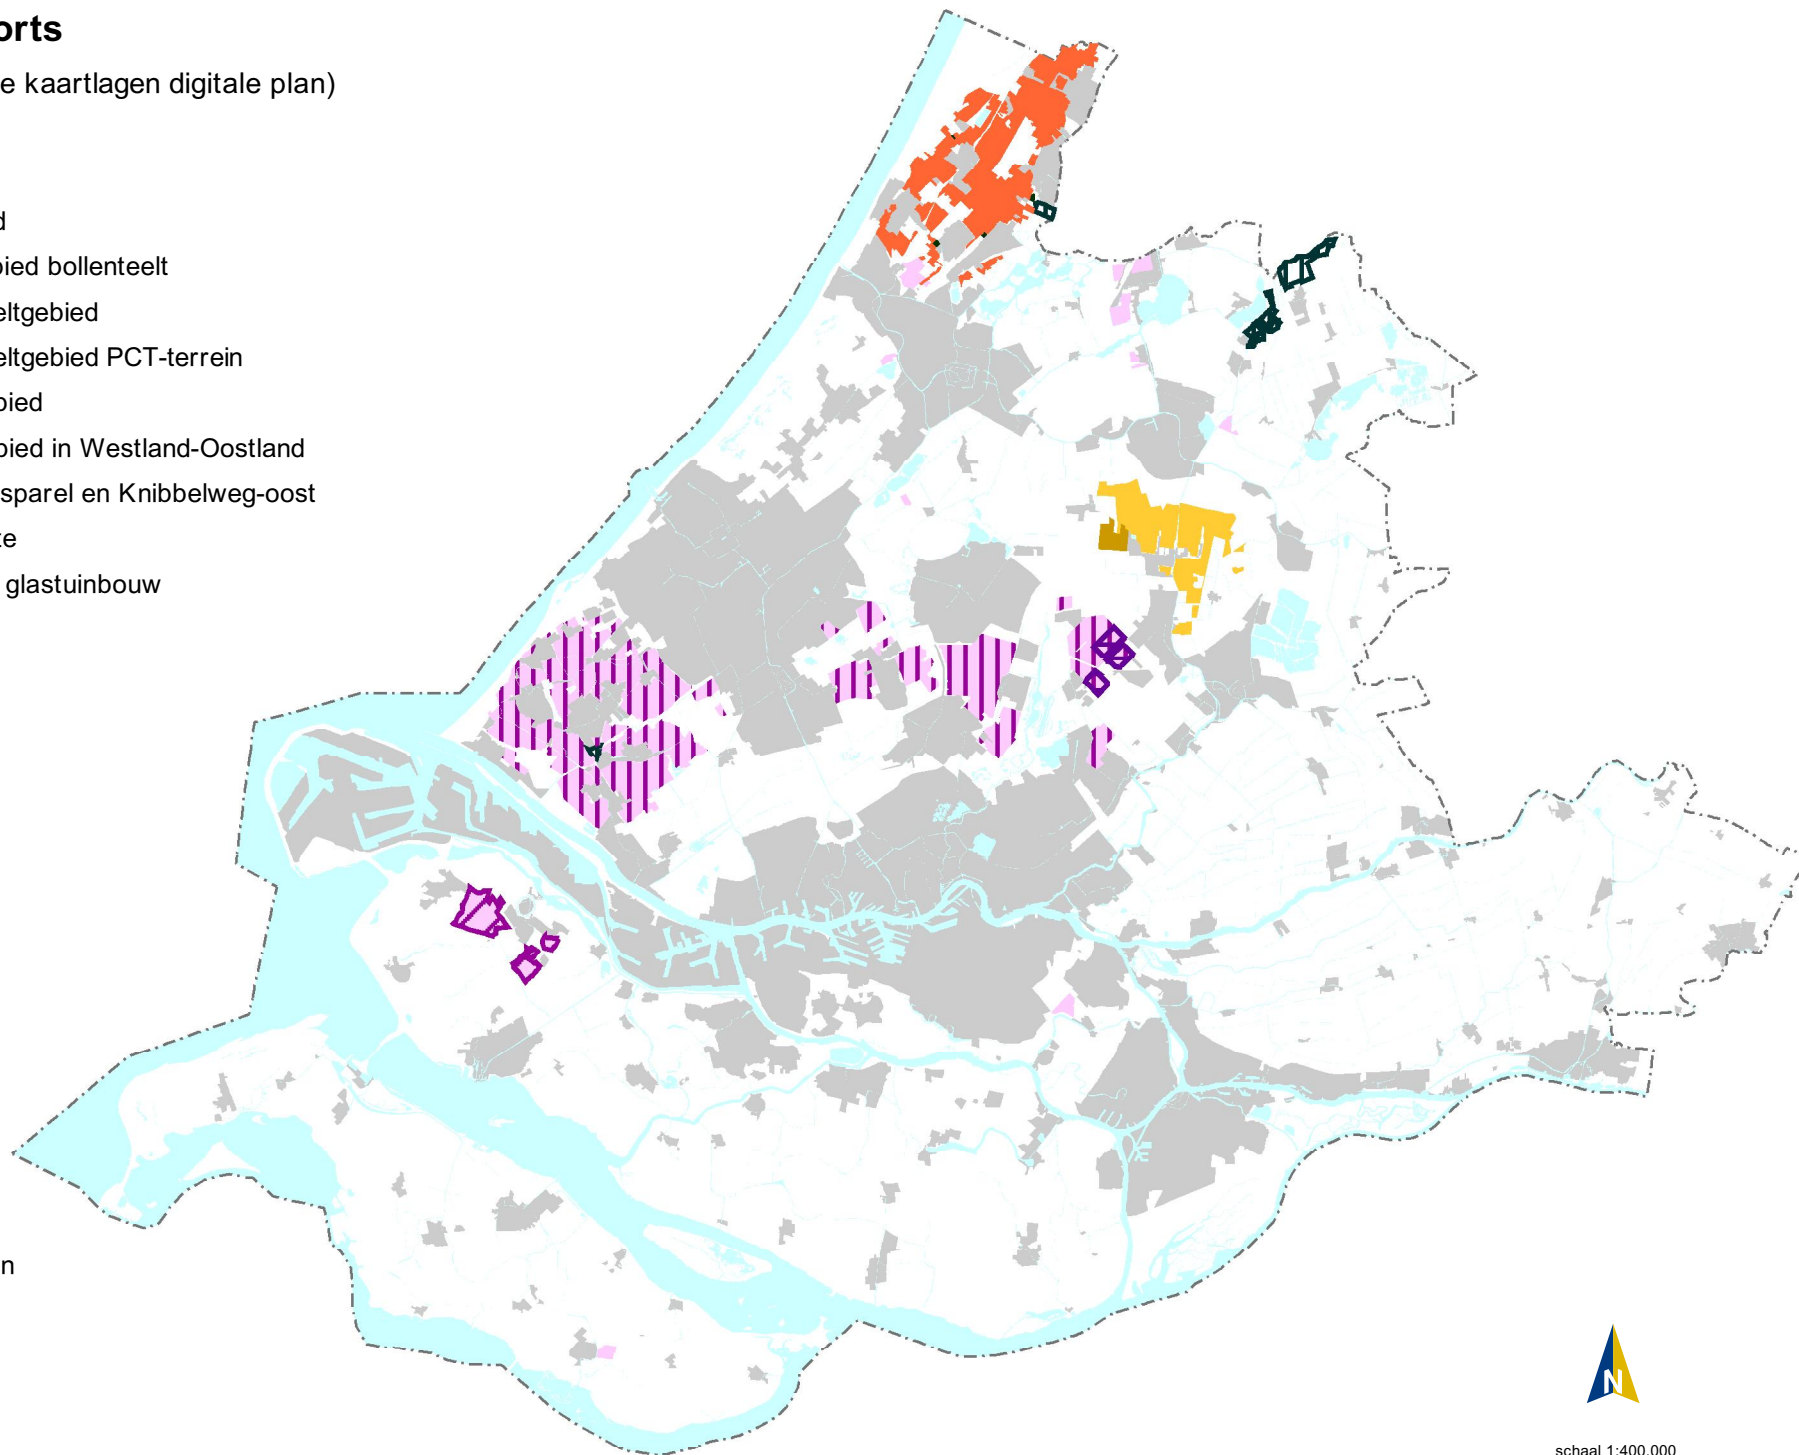 orts
e kaartlagen digitale plan)
d
bied bollenteelt
eltgebied
eltgebied PCT-terrein
bied
bied in Westland-Oostland
sparel en Knibbelweg-oost
te
glastuinbouw
n
N
schaal 1:400.000